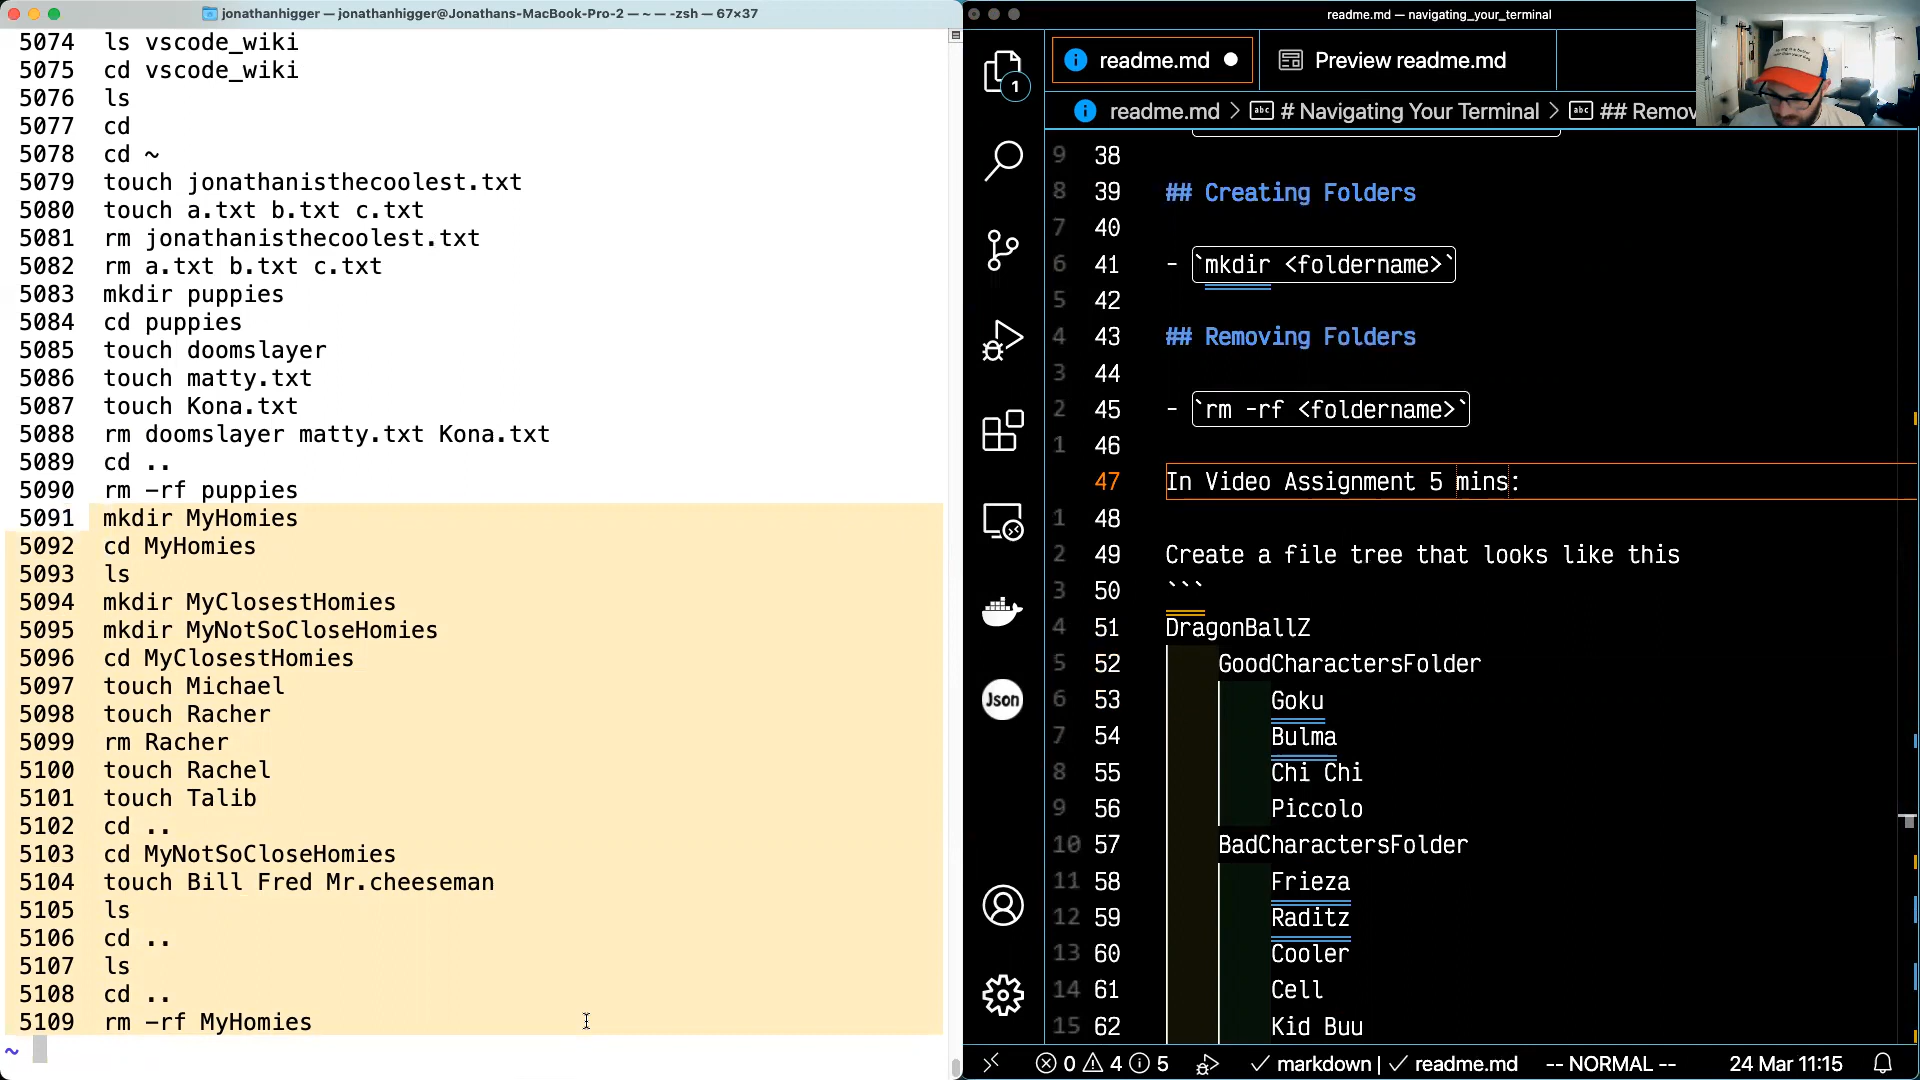 jonathanhigger — jonathanhigger@Jonathans-MacBook-Pro-2 — ~ — -zsh — 67×37
5074 ls vscode_wiki
5075 cd vscode_wiki
5076 ls
5077 cd
5078 cd ~
5079 touch jonathanisthecoolest.txt
5080 touch a.txt b.txt c.txt
5081 rm jonathanisthecoolest.txt
5082 rm a.txt b.txt c.txt
5083 mkdir puppies
5084 cd puppies
5085 touch doomslayer
5086 touch matty.txt
5087 touch Kona.txt
5088 rm doomslayer matty.txt Kona.txt
5089 cd ..
5090 rm -rf puppies
5091 mkdir MyHomies
5092 cd MyHomies
5093 ls
5094 mkdir MyClosestHomies
5095 mkdir MyNotSoCloseHomies
5096 cd MyClosestHomies
5097 touch Michael
5098 touch Racher
5099 rm Racher
5100 touch Rachel
5101 touch Talib
5102 cd ..
5103 cd MyNotSoCloseHomies
5104 touch Bill Fred Mr.cheeseman
5105 ls
5106 cd ..
5107 ls
5108 cd ..
5109 rm -rf MyHomies
~
readme.md — navigating_your_terminal
readme.md
Preview readme.md
1
readme.md > # Navigating Your Terminal > ## Remov
9 38
8 39 ## Creating Folders
7 40
6 41 - `mkdir <foldername>`
5 42
4 43 ## Removing Folders
3 44
2 45 - `rm -rf <foldername>`
1 46
47 In Video Assignment 5 mins:
1 48
2 49 Create a file tree that looks like this
3 50 ```
4 51 DragonBallZ
5 52 GoodCharactersFolder
6 53 Goku
7 54 Bulma
8 55 Chi Chi
9 56 Piccolo
10 57 BadCharactersFolder
11 58 Frieza
12 59 Raditz
13 60 Cooler
14 61 Cell
15 62 Kid Buu
Json
0 4 5 markdown | readme.md -- NORMAL -- 24 Mar 11:15